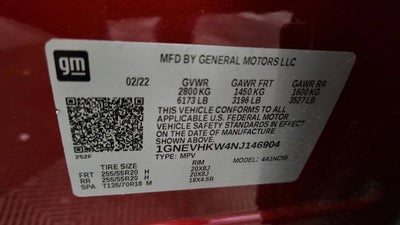 gm
MFD BY GENERAL MOTORS LLC
02/22 GVWR GAWR FRT GAWR RR
2800 KG 1450 KG 1600 KG
6173 LB 3196 LB 3527 LB
THIS VEHICLE CONFORMS TO ALL
APPLICABLE U.S. FEDERAL MOTOR
VEHICLE SAFETY STANDARDS IN EFFECT
ON THE DATE OF MANUFACTURE
SHOWN ABOVE.
1GNEVHKW4NJ146904
TYPE: MPV MODEL: 441NC56
252F
TIRE SIZE RIM
FRT 255/55R20 H 20X8J
RR 255/55R20 H 20X8J
SPA T135/70R18 M 18X4.5B